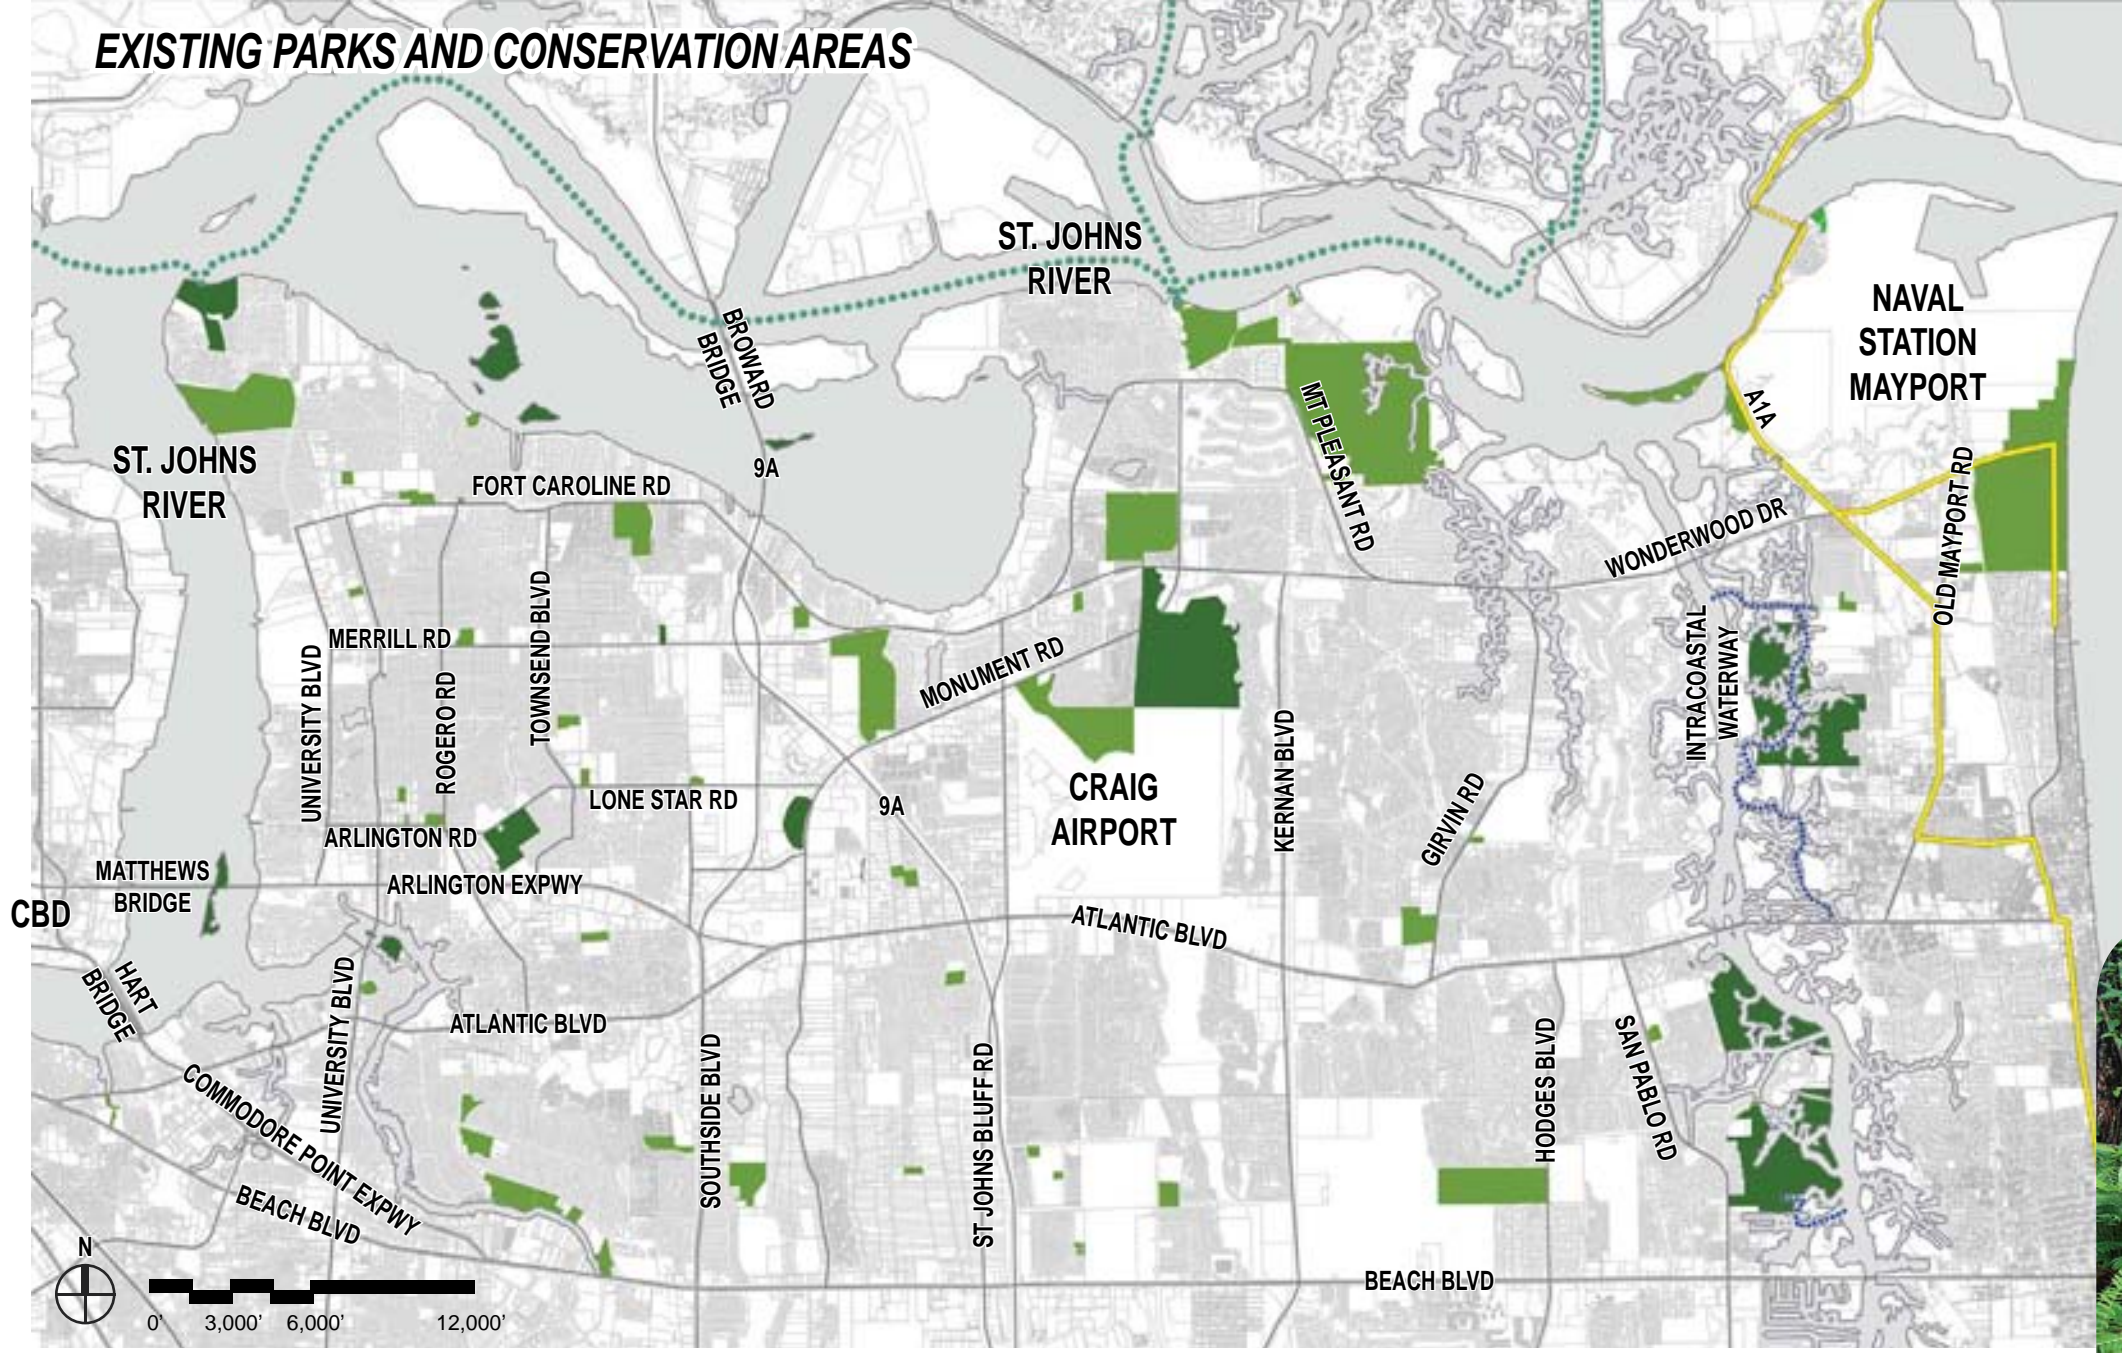 EXISTING PARKS AND CONSERVATION AREAS
ST. JOHNS
RIVER
NAVAL
STATION
MAYPORT
BROWARD
BRIDGE
MT PLEASANT RD
A1A
ST. JOHNS
RIVER
9A
FORT CAROLINE RD
OLD MAYPORT RD
WONDERWOOD DR
MERRILL RD
UNIVERSITY BLVD
ROGERO RD
TOWNSEND BLVD
MONUMENT RD
INTRACOASTAL
WATERWAY
KERNAN BLVD
CRAIG
AIRPORT
GIRVIN RD
LONE STAR RD
9A
ARLINGTON RD
MATTHEWS
BRIDGE
ARLINGTON EXPWY
CBD
ATLANTIC BLVD
HART
BRIDGE
UNIVERSITY BLVD
ATLANTIC BLVD
SOUTHSIDE BLVD
ST JOHNS BLUFF RD
HODGES BLVD
SAN PABLO RD
COMMODORE POINT EXPWY
BEACH BLVD
N
BEACH BLVD
0' 3,000' 6,000' 12,000'